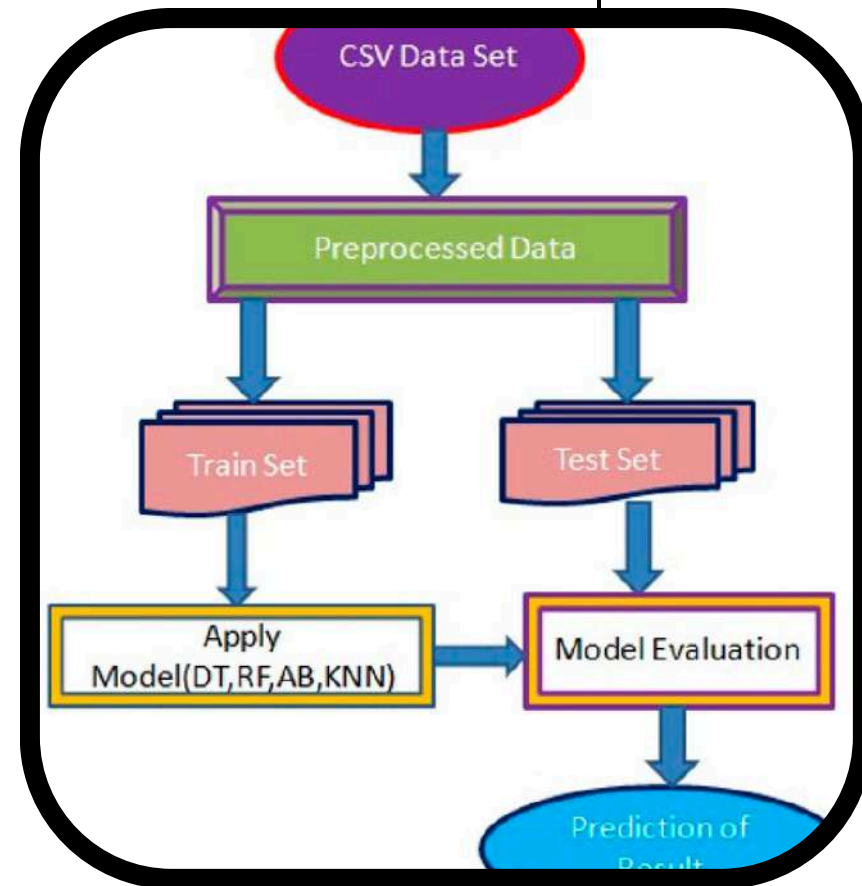 CSV Data Set
Preprocessed Data
Train Set
Test Set
Apply
Model(DT,RF,AB,KNN)
Model Evaluation
Prediction of
Result